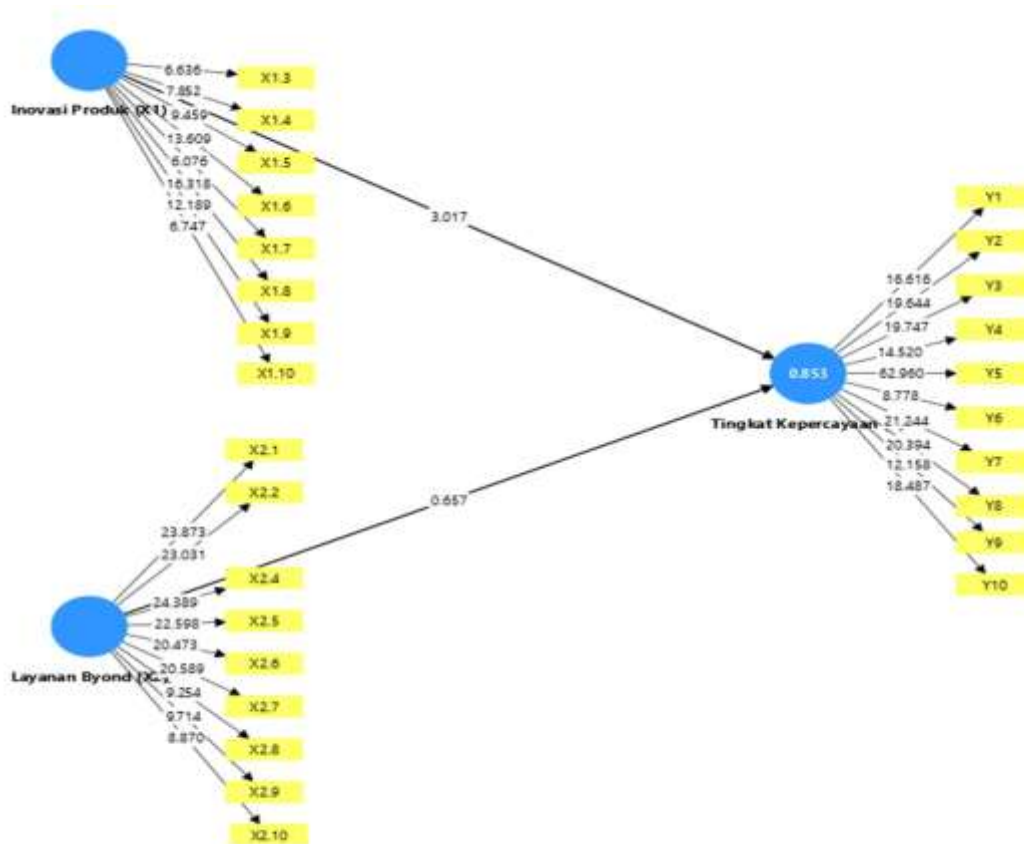 Inovasi Produk (X1)
6.636
7.852
9.459
13.609
6.076
16.318
12.189
6.747
X1.3
X1.4
X1.5
X1.6
X1.7
X1.8
X1.9
X1.10
3.017
0.657
X2.1
X2.2
23.873
23.031
24.389
22.598
20.473
20.589
9.254
9.714
8.870
X2.4
X2.5
X2.6
X2.7
X2.8
X2.9
X2.10
Layanan Byond
0.853
Tingkat Kepercayaan
16.616
19.644
19.747
14.520
62.960
8.778
21.244
20.394
12.158
18.487
Y1
Y2
Y3
Y4
Y5
Y6
Y7
Y8
Y9
Y10